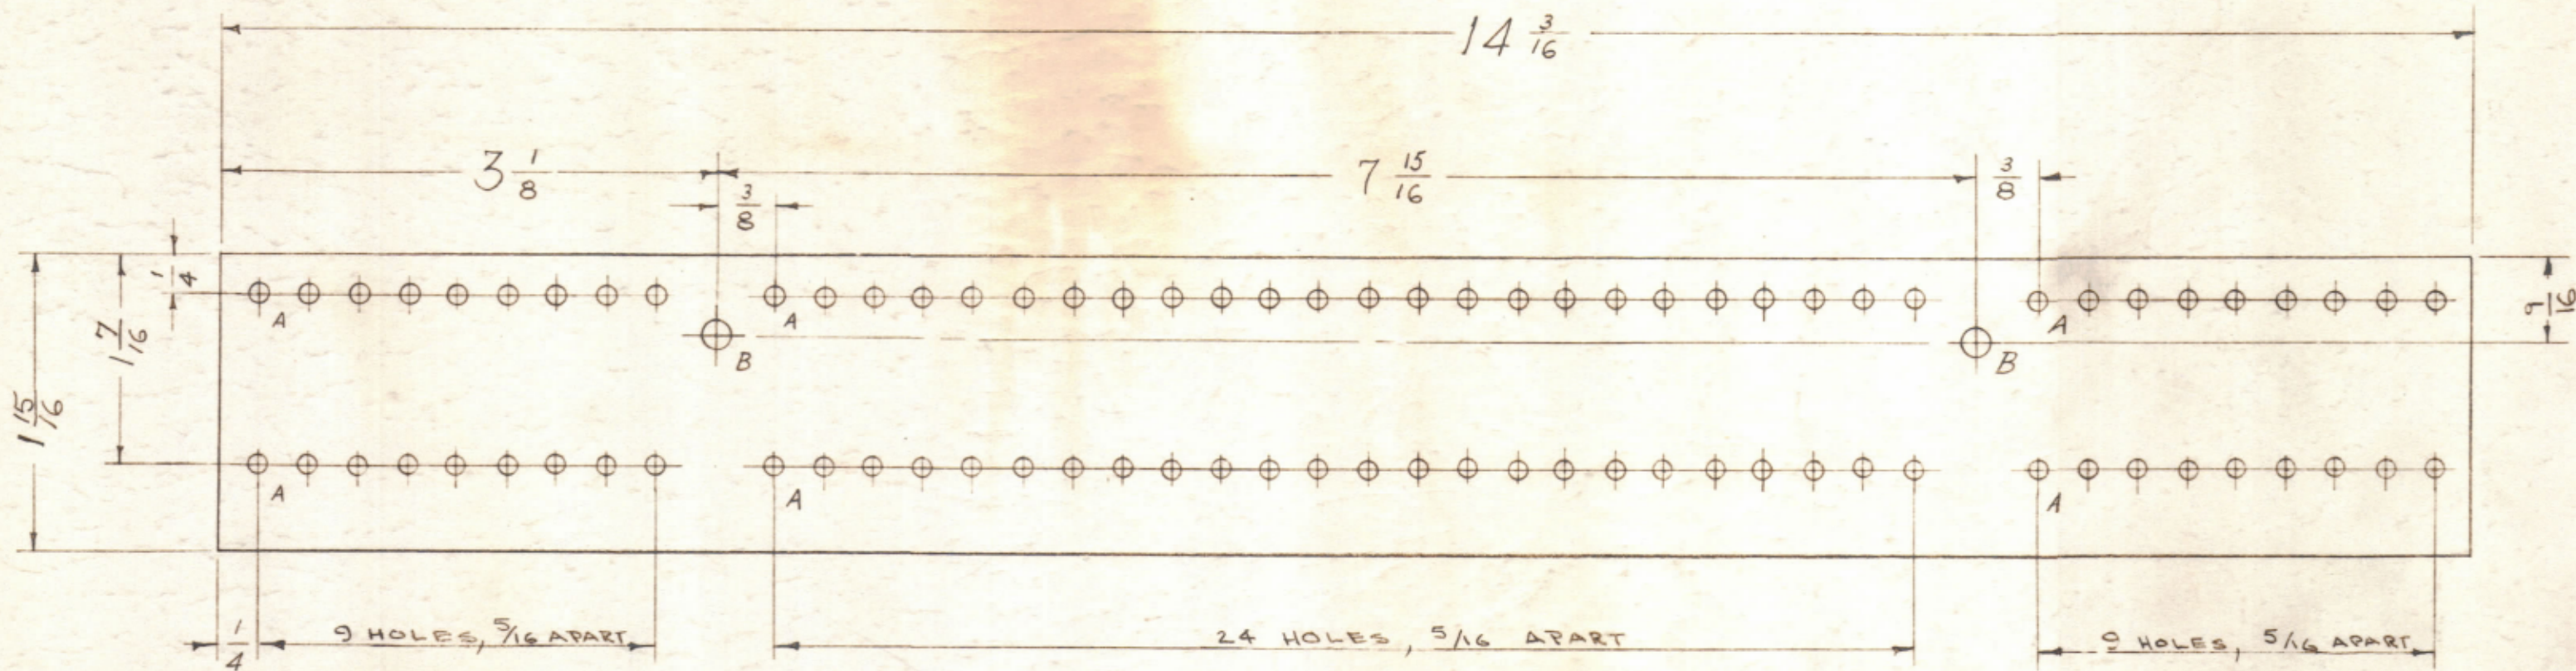 14 3/16
3 1/8
7 15/16
3/8
3/8
1/4
1 7/16
1 15/16
9/16
A
A
A
B
B
A
A
A
1/4
9 HOLES, 5/16 APART
24 HOLES, 5/16 APART
9 HOLES, 5/16 APART